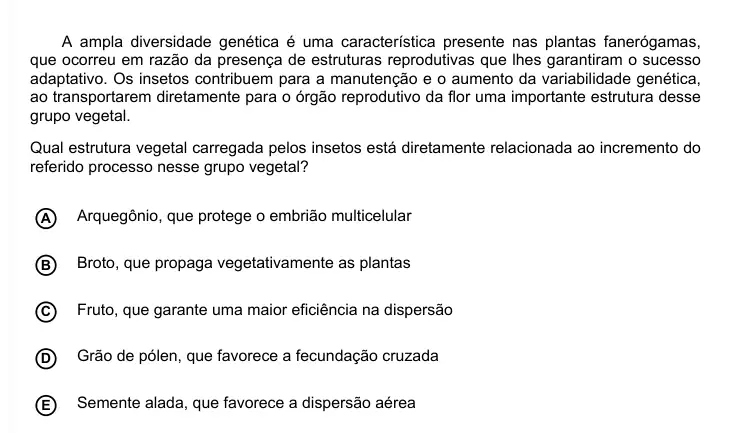 A ampla diversidade genética é uma característica presente nas plantas fanerógamas,
que ocorreu em razão da presença de estruturas reprodutivas que lhes garantiram o sucesso
adaptativo. Os insetos contribuem para a manutenção e o aumento da variabilidade genética,
ao transportarem diretamente para o órgão reprodutivo da flor uma importante estrutura desse
grupo vegetal.
Qual estrutura vegetal carregada pelos insetos está diretamente relacionada ao incremento do
referido processo nesse grupo vegetal?
A Arquegônio, que protege o embrião multicelular
B Broto, que propaga vegetativamente as plantas
C Fruto, que garante uma maior eficiência na dispersão
D Grão de pólen, que favorece a fecundação cruzada
E Semente alada, que favorece a dispersão aérea